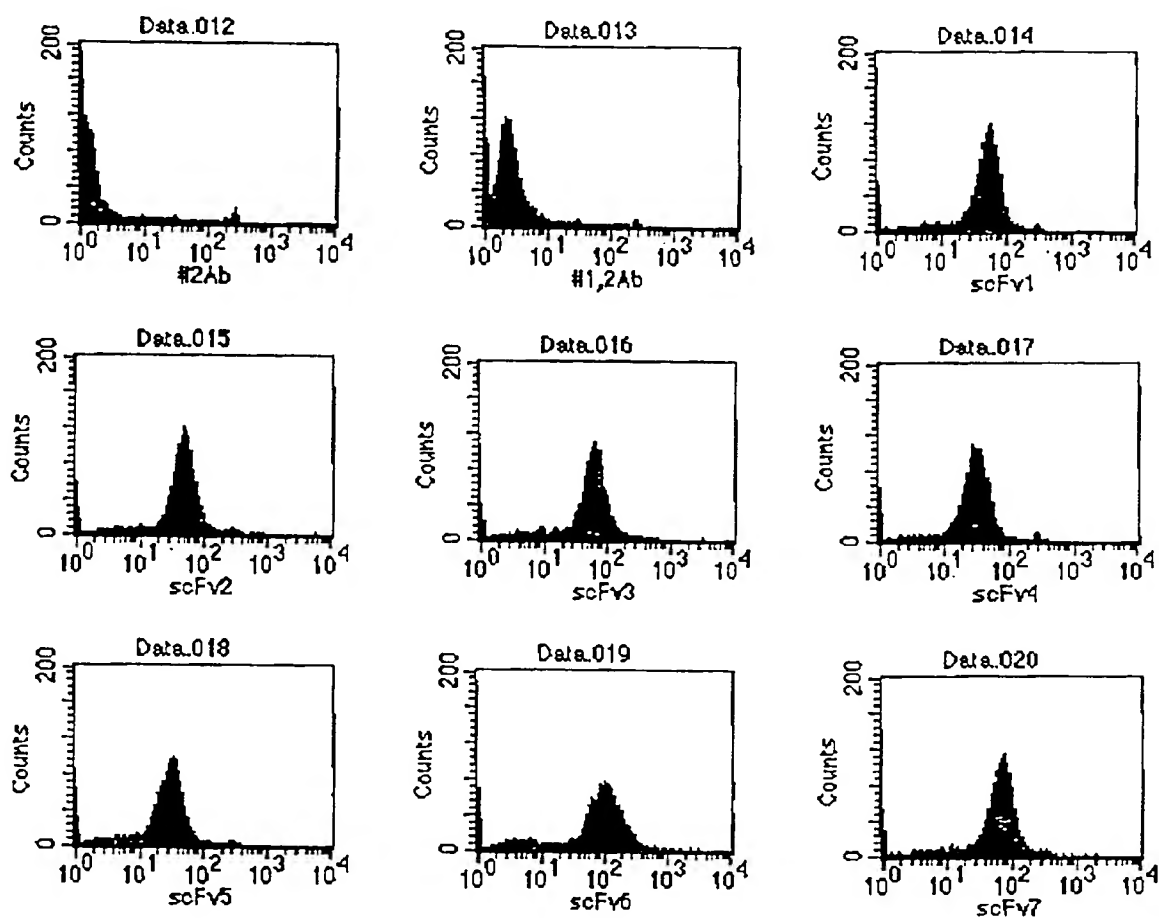 Data.012
200
Counts
0
10^0 10^1 10^2 10^3 10^4
#2Ab
Data.013
200
Counts
0
10^0 10^1 10^2 10^3 10^4
#1,2Ab
Data.014
200
Counts
0
10^0 10^1 10^2 10^3 10^4
scFv1
Data.015
200
Counts
0
10^0 10^1 10^2 10^3 10^4
scFv2
Data.016
200
Counts
0
10^0 10^1 10^2 10^3 10^4
scFv3
Data.017
200
Counts
0
10^0 10^1 10^2 10^3 10^4
scFv4
Data.018
200
Counts
0
10^0 10^1 10^2 10^3 10^4
scFv5
Data.019
200
Counts
0
10^0 10^1 10^2 10^3 10^4
scFv6
Data.020
200
Counts
0
10^0 10^1 10^2 10^3 10^4
scFv7